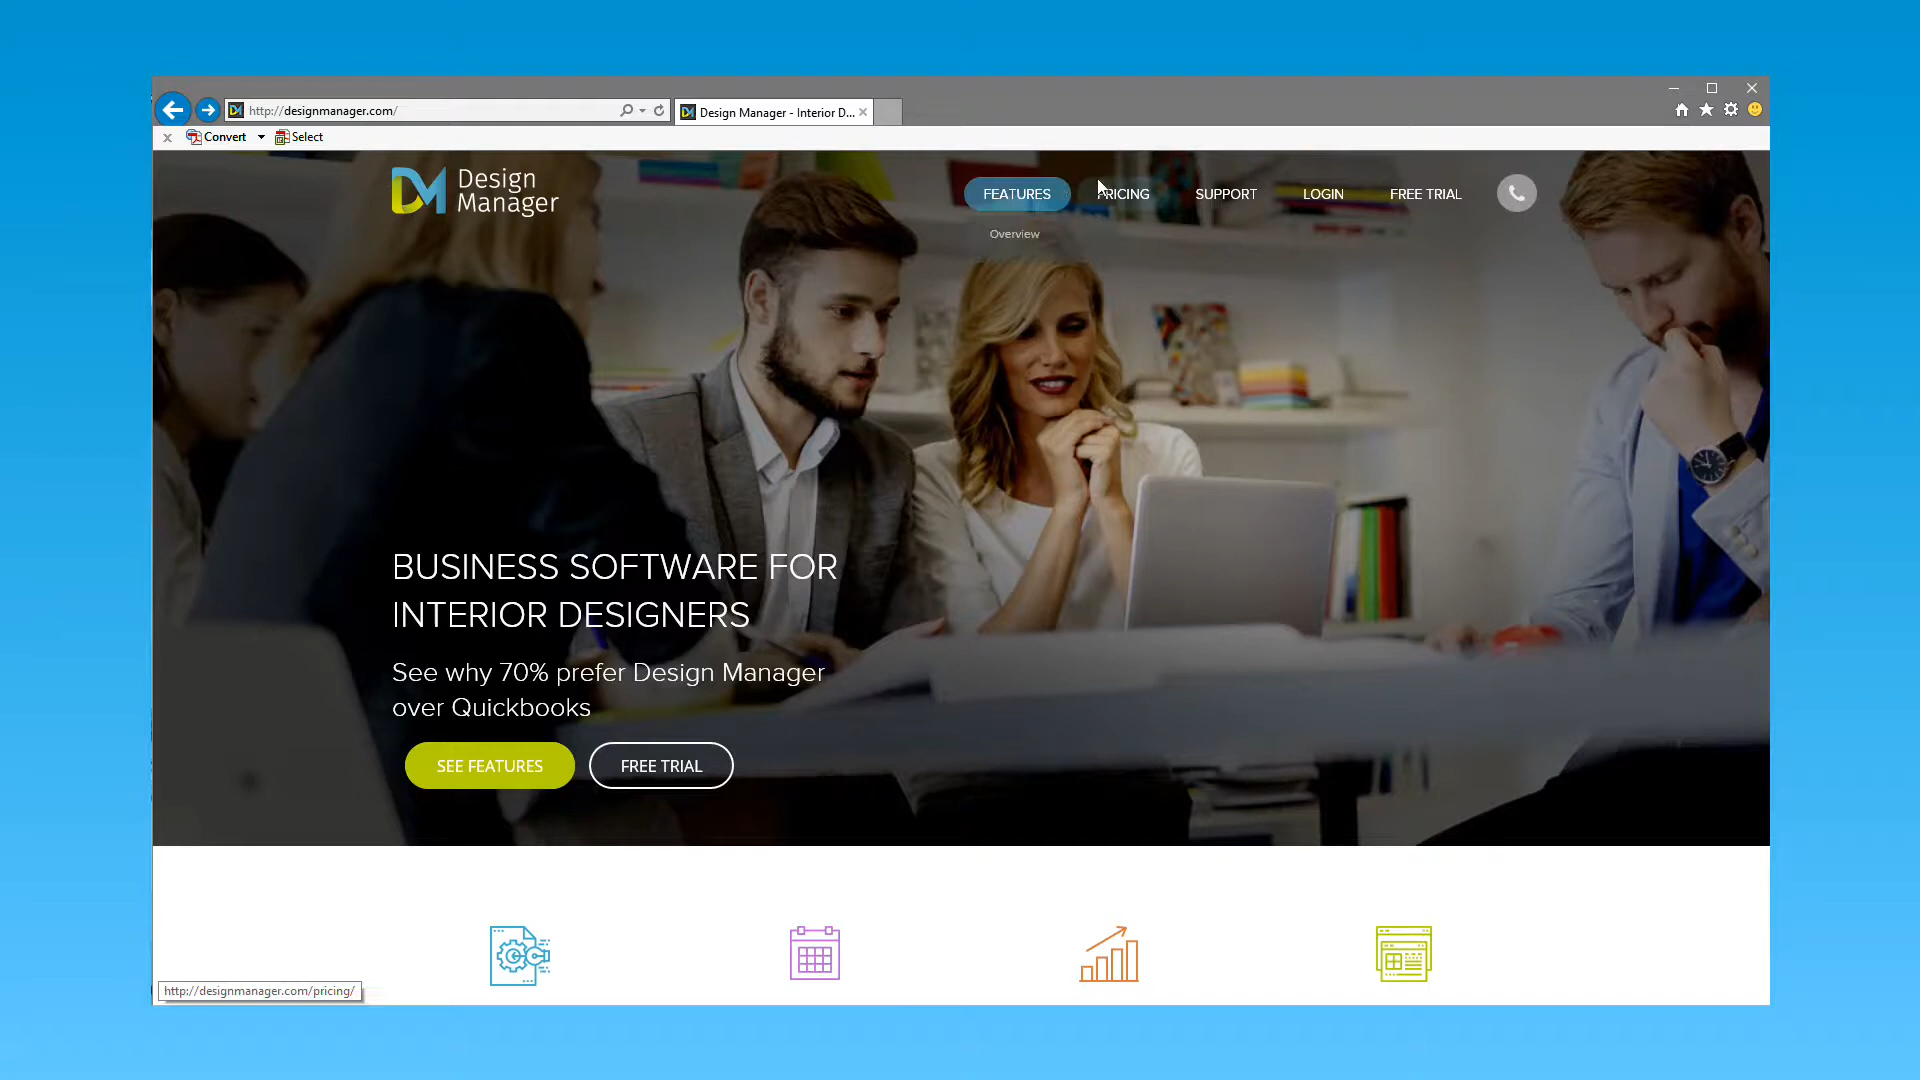 http://designmanager.com/
Design Manager - Interior D...
Convert
Select
Design
Manager
FEATURES
PRICING
SUPPORT
LOGIN
FREE TRIAL
Overview
BUSINESS SOFTWARE FOR
INTERIOR DESIGNERS
See why 70% prefer Design Manager
over Quickbooks
SEE FEATURES
FREE TRIAL
http://designmanager.com/pricing/